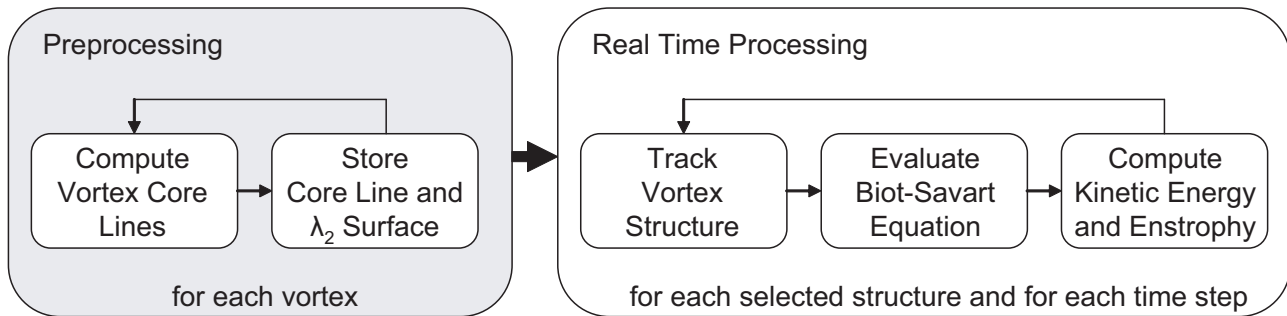 Preprocessing
Compute
Vortex Core
Lines
Store
Core Line and
λ₂ Surface
for each vortex
Real Time Processing
Track
Vortex
Structure
Evaluate
Biot-Savart
Equation
Compute
Kinetic Energy
and Enstrophy
for each selected structure and for each time step